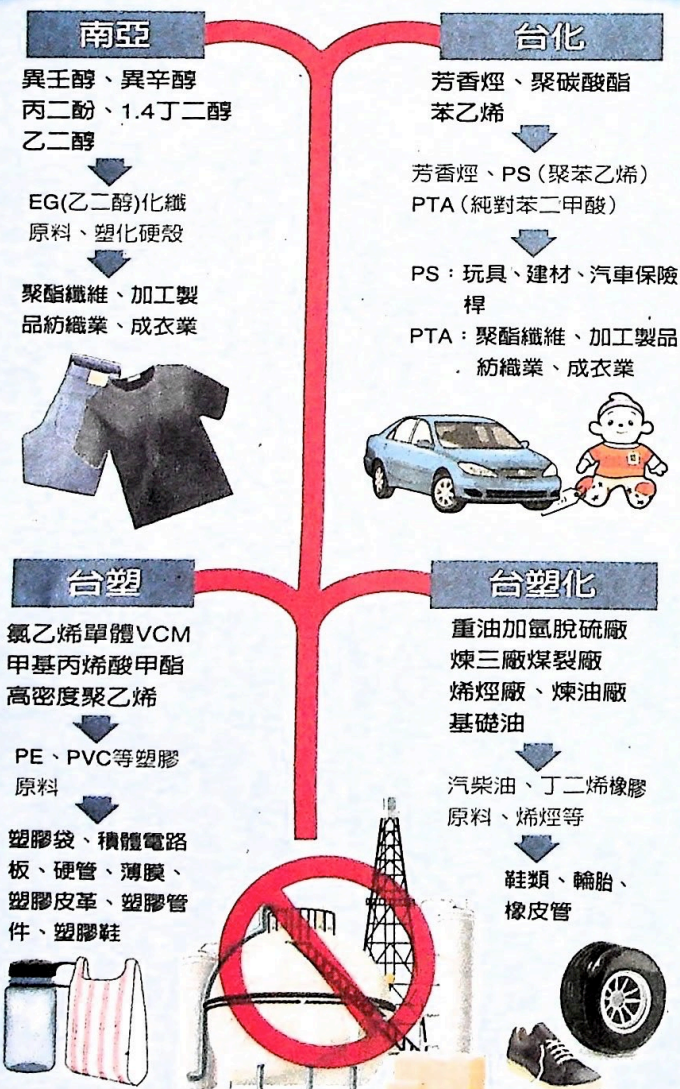 南亞
異壬醇、異辛醇
丙二酚、1.4丁二醇
乙二醇
EG(乙二醇)化纖
原料、塑化硬殼
聚酯纖維、加工製
品紡織業、成衣業
台化
芳香烴、聚碳酸酯
苯乙烯
芳香烴、PS(聚苯乙烯)
PTA(純對苯二甲酸)
PS:玩具、建材、汽車保險
桿
PTA:聚酯纖維、加工製品
紡織業、成衣業
台塑
氯乙烯單體VCM
甲基丙烯酸甲酯
高密度聚乙烯
PE、PVC等塑膠
原料
塑膠袋、積體電路
板、硬管、薄膜、
塑膠皮革、塑膠管
件、塑膠鞋
台塑化
重油加氫脫硫廠
煉三廠媒裂廠
烯烴廠、煉油廠
基礎油
汽柴油、丁二烯橡膠
原料、烯烴等
鞋類、輪胎、
橡皮管